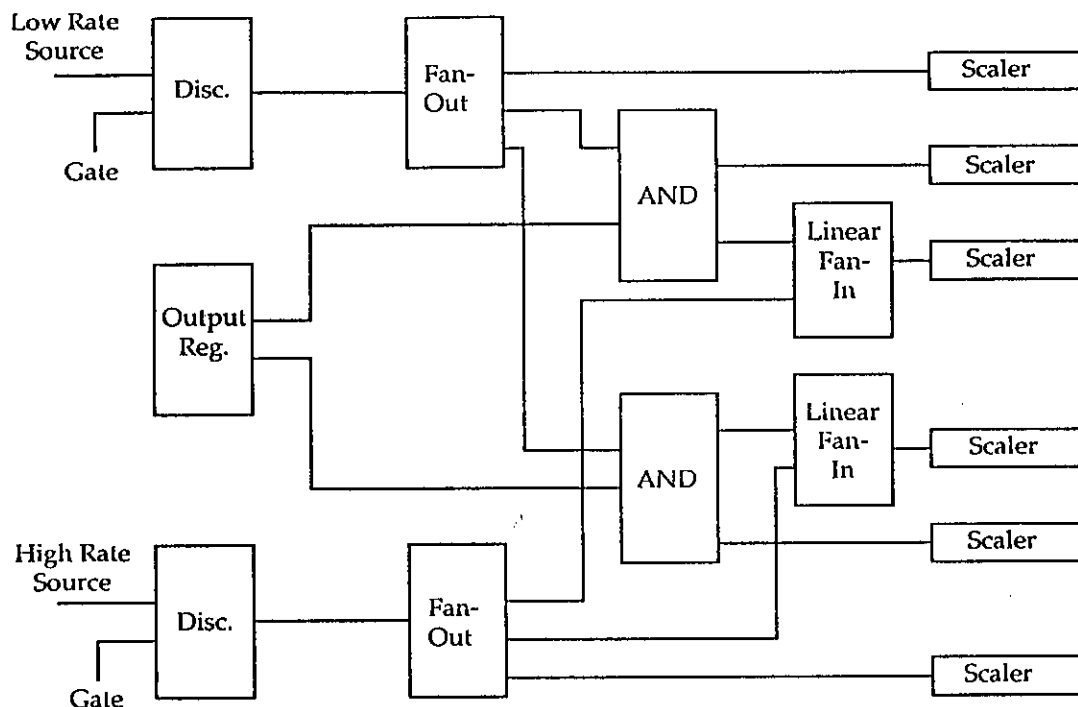 Low Rate
Source
Disc.
Gate
Fan-
Out
Scaler
AND
Scaler
Linear
Fan-
In
Scaler
Output
Reg.
AND
Linear
Fan-
In
Scaler
Scaler
High Rate
Source
Disc.
Gate
Fan-
Out
Scaler